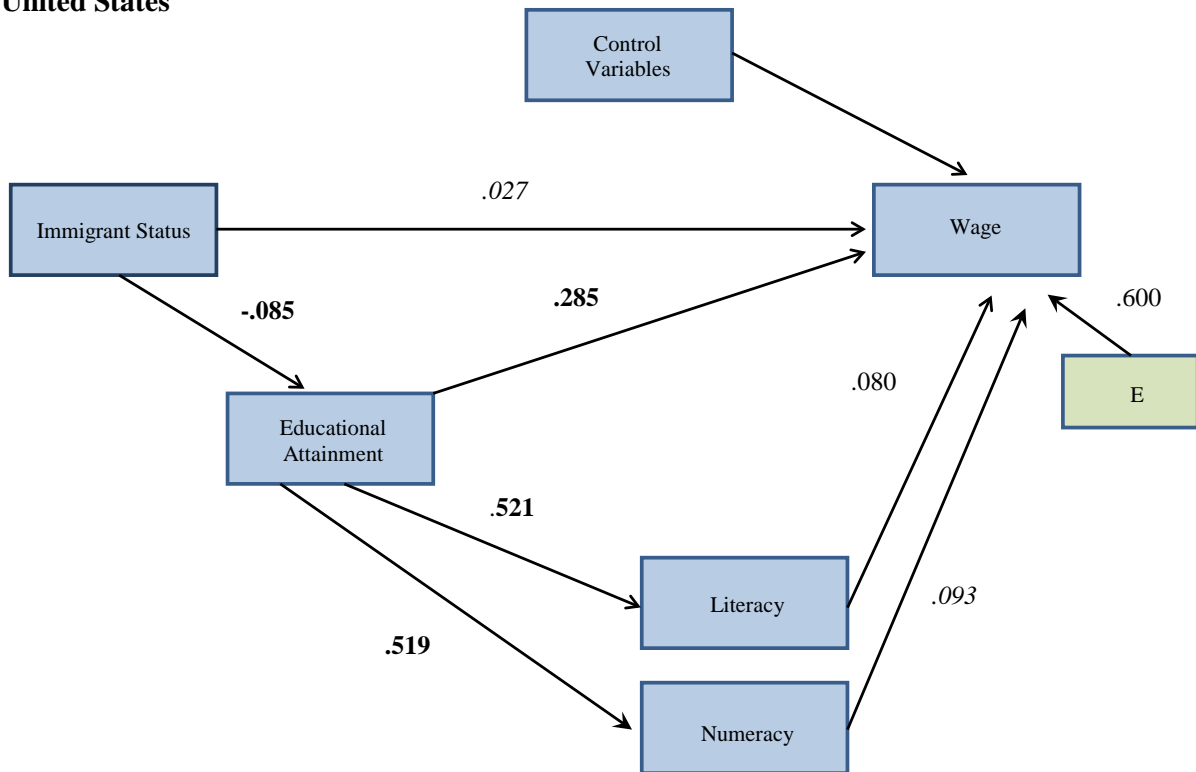 United States
Control
Variables
.027
Immigrant Status
Wage
-.085
.285
.600
.080
E
Educational
Attainment
.521
Literacy
.093
.519
Numeracy